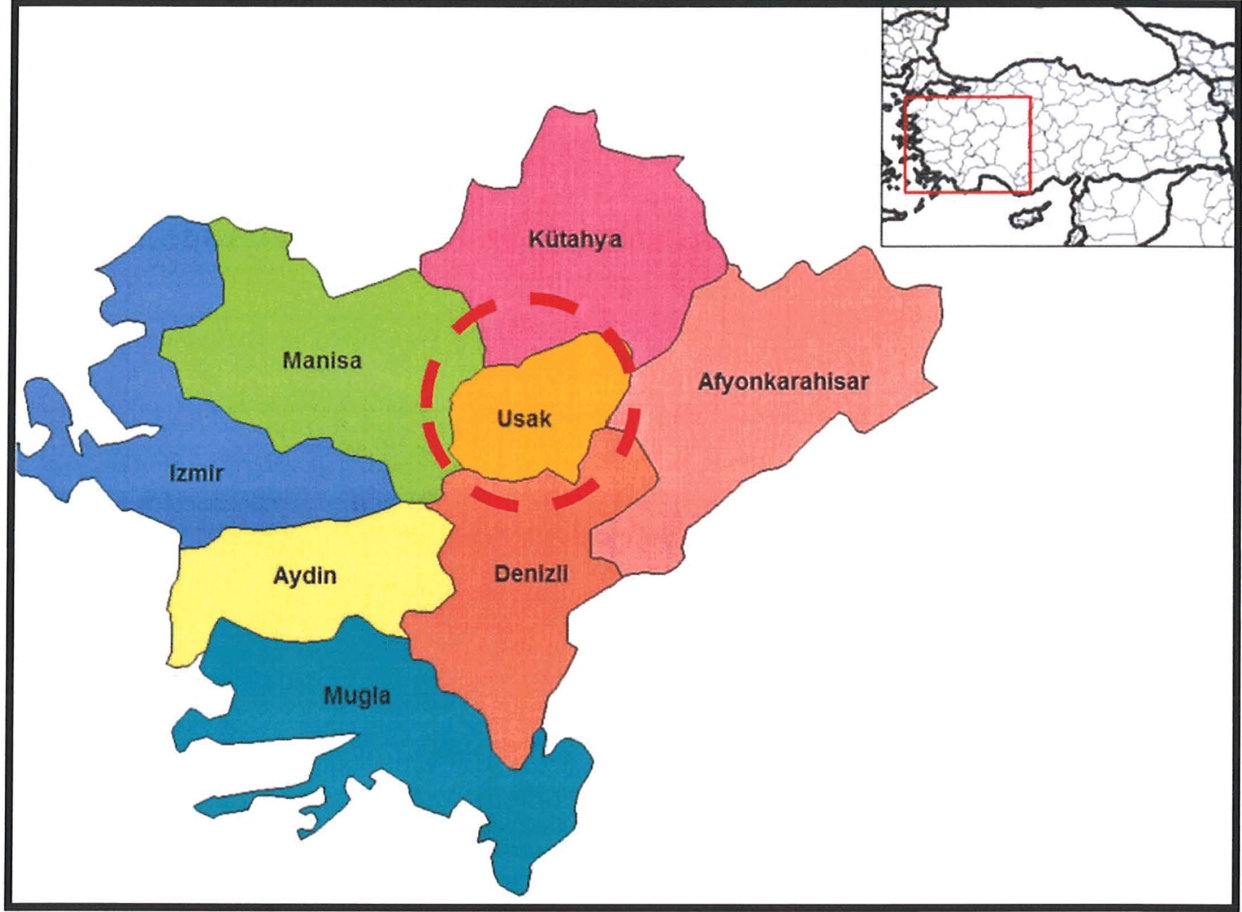 Kütahya
Manisa
Afyonkarahisar
Usak
Izmir
Aydin
Denizli
Mugla